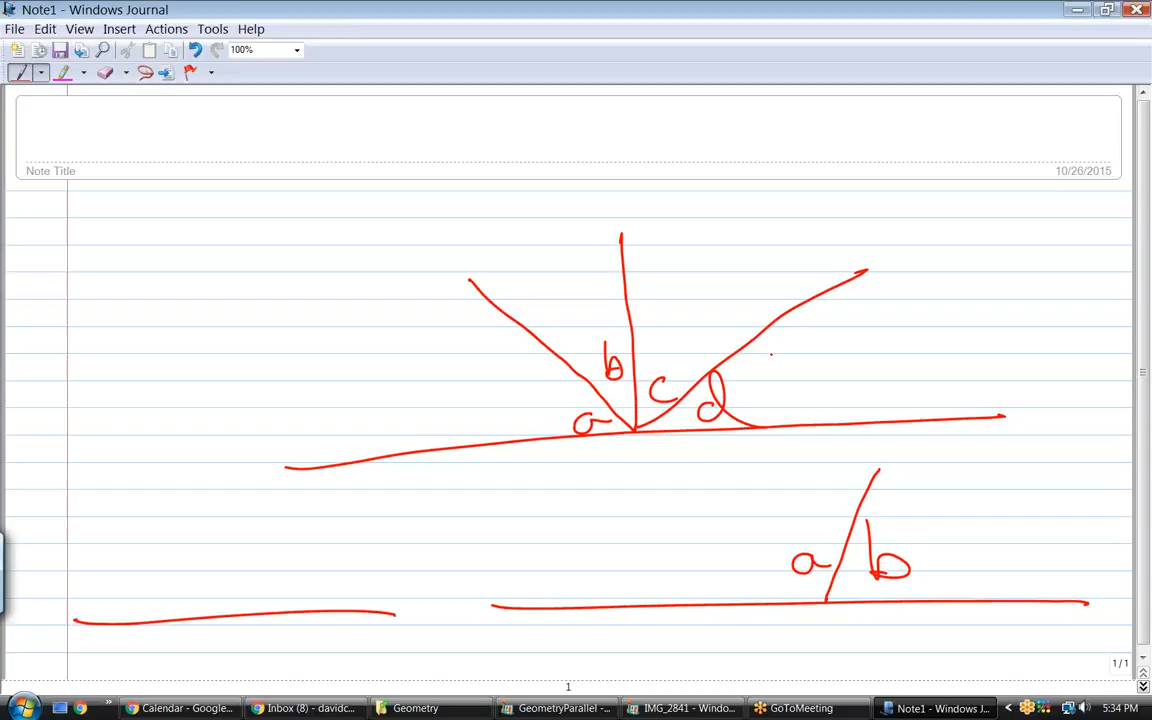 Note1 - Windows Journal
File Edit View Insert Actions Tools Help
100%
Note Title 10/26/2015
b
c
a d
a b
1 / 1
1
Calendar - Google... Inbox (8) - davidc... Geometry GeometryParallel -... IMG_2841 - Windo... GoToMeeting Note1 - Windows J... 5:34 PM